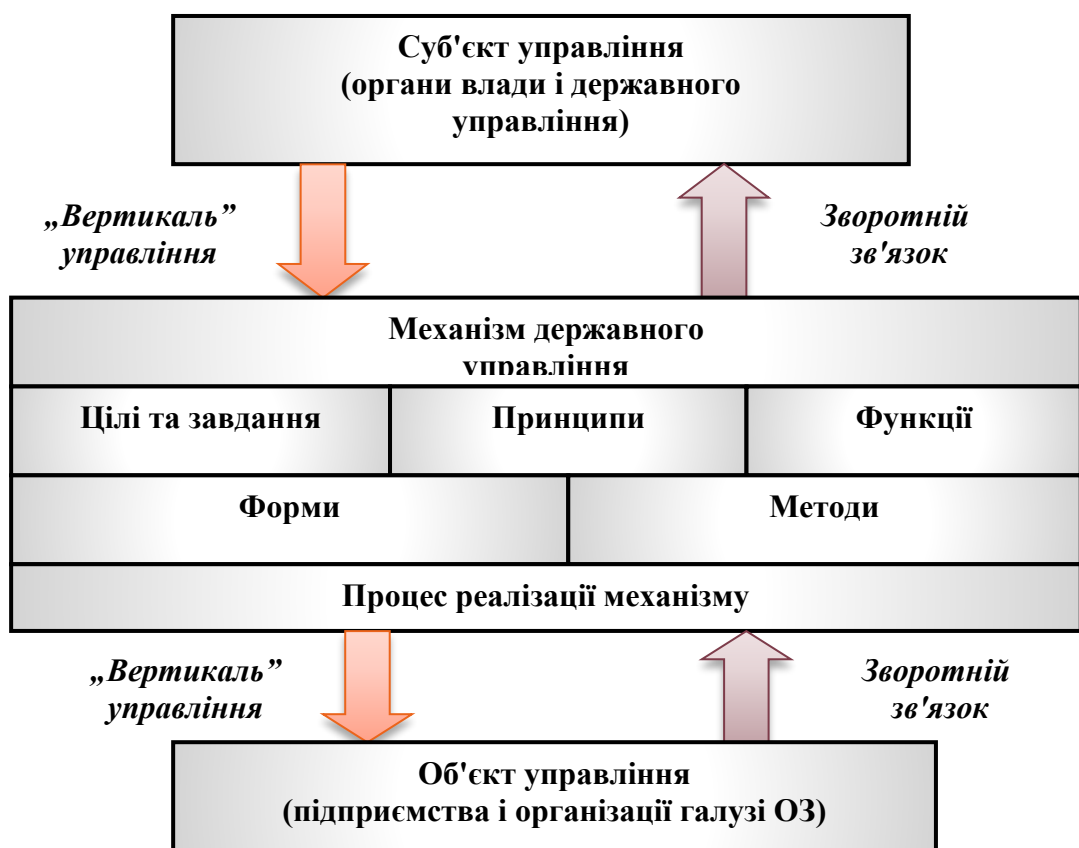 Суб'єкт управління
(органи влади і державного
управління)
„Вертикаль”
управління
Зворотній
зв'язок
Механізм державного
управління
Цілі та завдання
Принципи
Функції
Форми
Методи
Процес реалізації механізму
„Вертикаль”
управління
Зворотній
зв'язок
Об'єкт управління
(підприємства і організації галузі ОЗ)